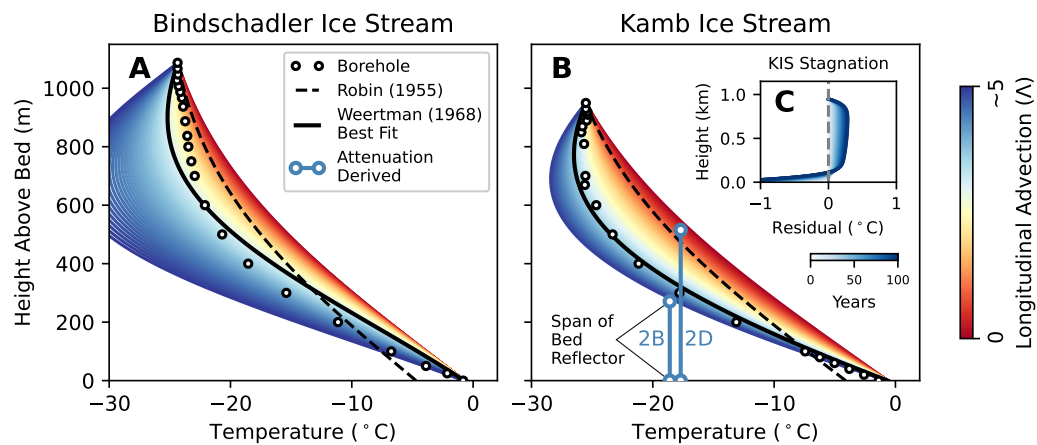 Bindschadler Ice Stream
Kamb Ice Stream
A
Borehole
Robin (1955)
Weertman (1968)
Best Fit
Attenuation
Derived
Height Above Bed (m)
1000
800
600
400
200
0
−30
−20
−10
0
Temperature (°C)
B
KIS Stagnation
C
Height (km)
1.0
0.5
0.0
−1
0
1
Residual (°C)
0
50
100
Years
Span of
Bed
Reflector
2B
2D
−30
−20
−10
0
Temperature (°C)
~5
0
Longitudinal Advection (Λ)